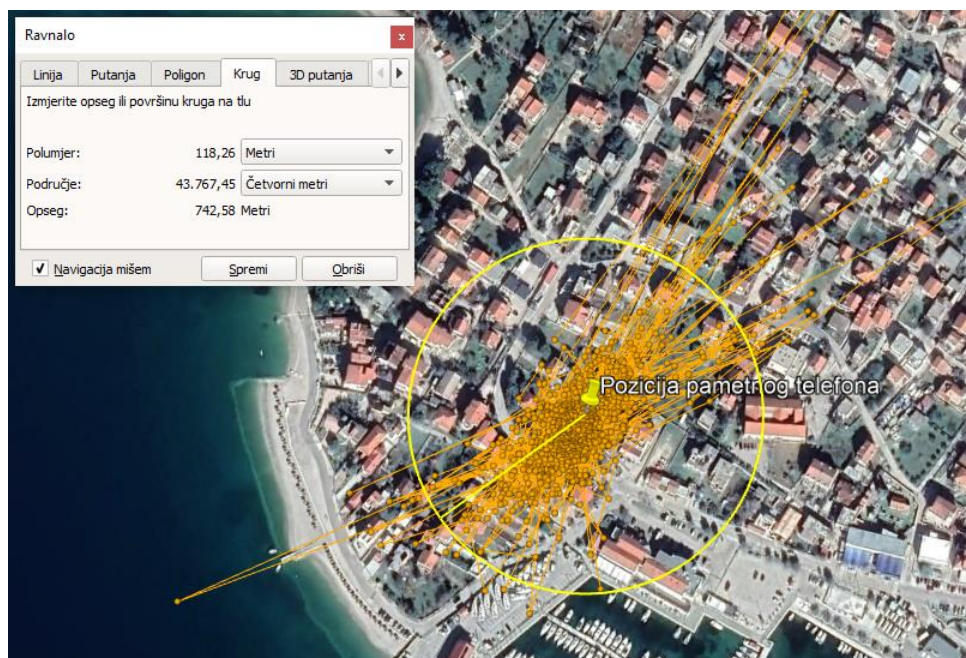 Ravnalo
x
Linija Putanja Poligon Krug 3D putanja
Izmjerite opseg ili površinu kruga na tlu
Polumjer: 118,26 Metri
Područje: 43.767,45 Četvorni metri
Opseg: 742,58 Metri
Navigacija mišem Spremi Obriši
Pozicija pametnog telefona